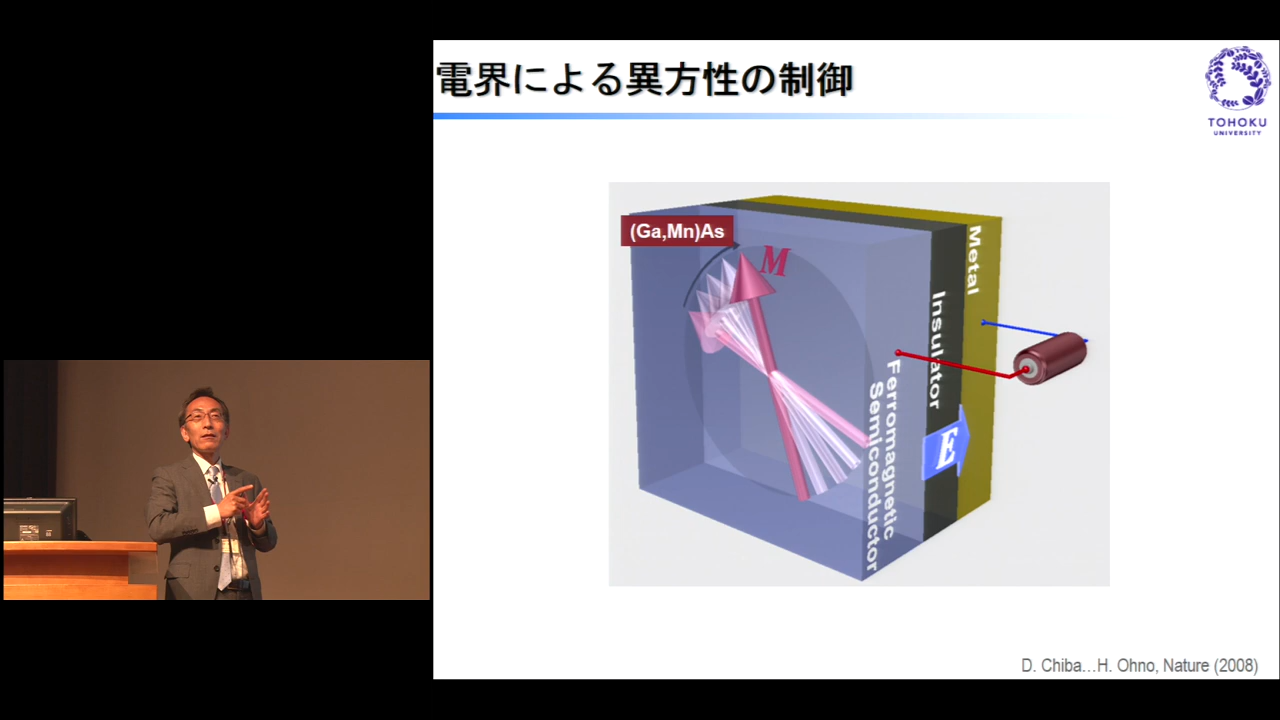 電界による異方性の制御
TOHOKU
UNIVERSITY
(Ga,Mn)As
M
Metal
Insulator
Ferromagnetic
Semiconductor
E
D. Chiba…H. Ohno, Nature (2008)